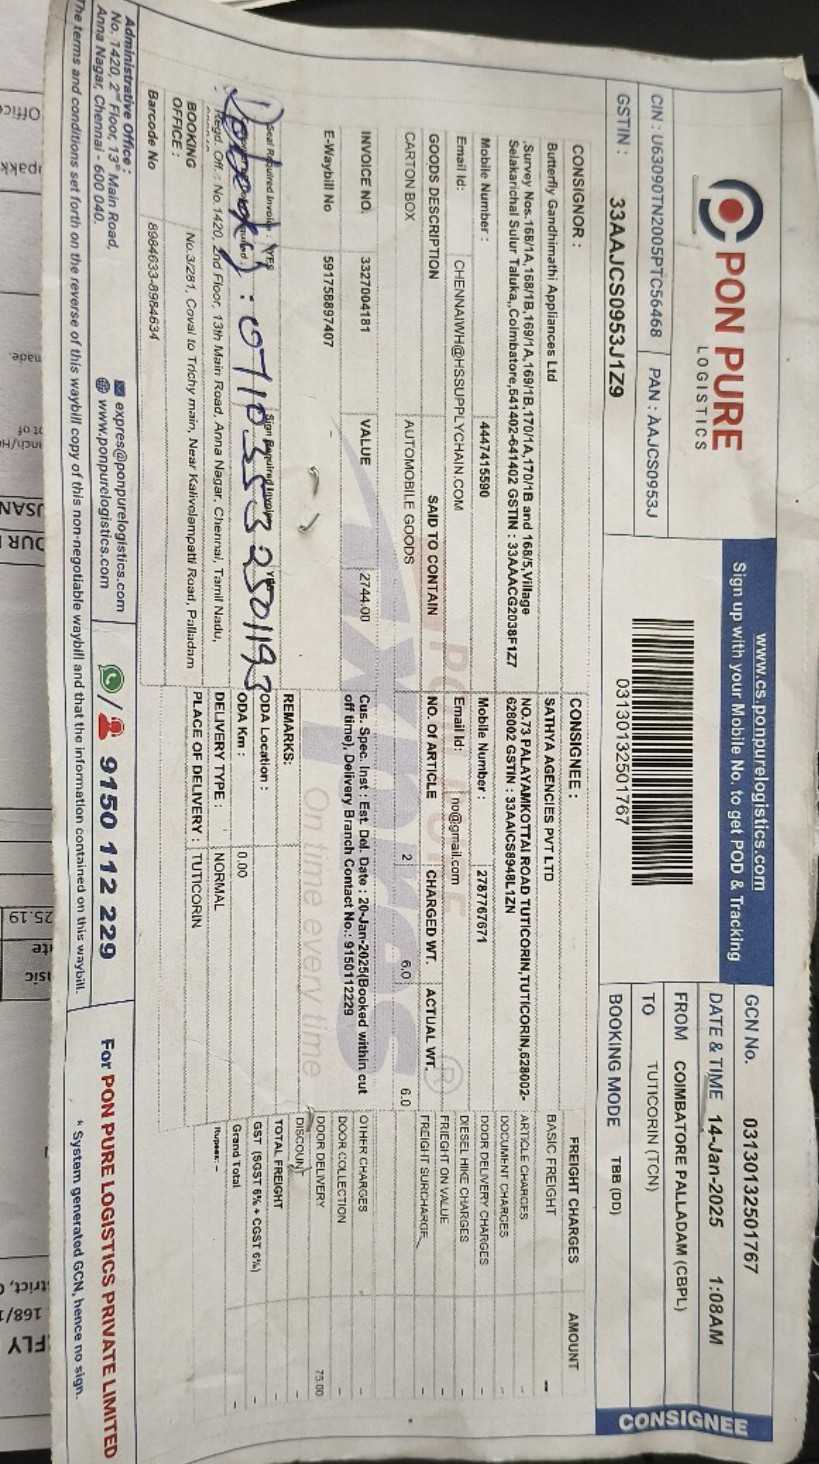 PON PURE
LOGISTICS
www.cs.ponpurelogistics.com
Sign up with your Mobile No. to get POD & Tracking
GCN No. 03130132501767
DATE & TIME 14-Jan-2025 1:08AM
FROM COIMBATORE PALLADAM (CBPL)
TO TUTICORIN (TCN)
BOOKING MODE TBB (DD)
CONSIGNEE
CIN : U63090TN2005PTC56468 PAN : AAJCS0953J
GSTIN : 33AAJCS0953J1Z9
03130132501767
CONSIGNOR :
Butterfly Gandhimathi Appliances Ltd
,Survey Nos.168/1A,168/1B,169/1A,169/1B,170/1A,170/1B and 168/5,Village
Selakarichal Sulur Taluka,,Coimbatore,641402-641402 GSTIN : 33AAACG2038F1Z7
Mobile Number : 4447415590
Email Id: CHENNAIWH@HSSUPPLYCHAIN.COM
CONSIGNEE :
SATHYA AGENCIES PVT LTD
NO.73 PALAYAMKOTTAI ROAD TUTICORIN,TUTICORIN,628002-
628002 GSTIN : 33AAICS8948L1ZN
Mobile Number : 2787767671
Email Id: no@gmail.com
GOODS DESCRIPTION SAID TO CONTAIN NO. Of ARTICLE CHARGED WT. ACTUAL WT.
CARTON BOX AUTOMOBILE GOODS 2 6.0 6.0
INVOICE NO. 3327004181 VALUE 2744.00
E-Waybill No 591758897407 -
Cus. Spec. Inst : Est. Del. Date : 20-Jan-2025(Booked within cut
off time), Delivery Branch Contact No.: 9150112229
Xpres
On time every time
FREIGHT CHARGES AMOUNT
BASIC FREIGHT --
ARTICLE CHARGES -
DOCUMENT CHARGES -
DOOR DELIVERY CHARGES -
DIESEL HIKE CHARGES -
FRIEGHT ON VALUE -
FREIGHT SURCHARGE -
OTHER CHARGES -
DOOR COLLECTION -
DOOR DELIVERY 75.00
DISCOUNT -
TOTAL FREIGHT -
GST (SGST 6% + CGST 6%) -
Grand Total -
Rupees: --
Seal Required Invoice : YES
Sign Required Invoice
: 0710353 2501193
Regd. Off. : No. 1420, 2nd Floor, 13th Main Road, Anna Nagar, Chennai, Tamil Nadu,
BOOKING OFFICE : No.3/281, Coval to Trichy main, Near Kalivelampatti Road, Palladam
Barcode No 8984633-8984634
REMARKS:
ODA Location :
ODA Km : 0.00
DELIVERY TYPE : NORMAL
PLACE OF DELIVERY : TUTICORIN
Administrative Office :
No. 1420, 2nd Floor, 13th Main Road,
Anna Nagar, Chennai - 600 040.
expres@ponpurelogistics.com
www.ponpurelogistics.com
9150 112 229
For PON PURE LOGISTICS PRIVATE LIMITED
* System generated GCN, hence no sign.
The terms and conditions set forth on the reverse of this waybill copy of this non-negotiable waybill and that the information contained on this waybill.